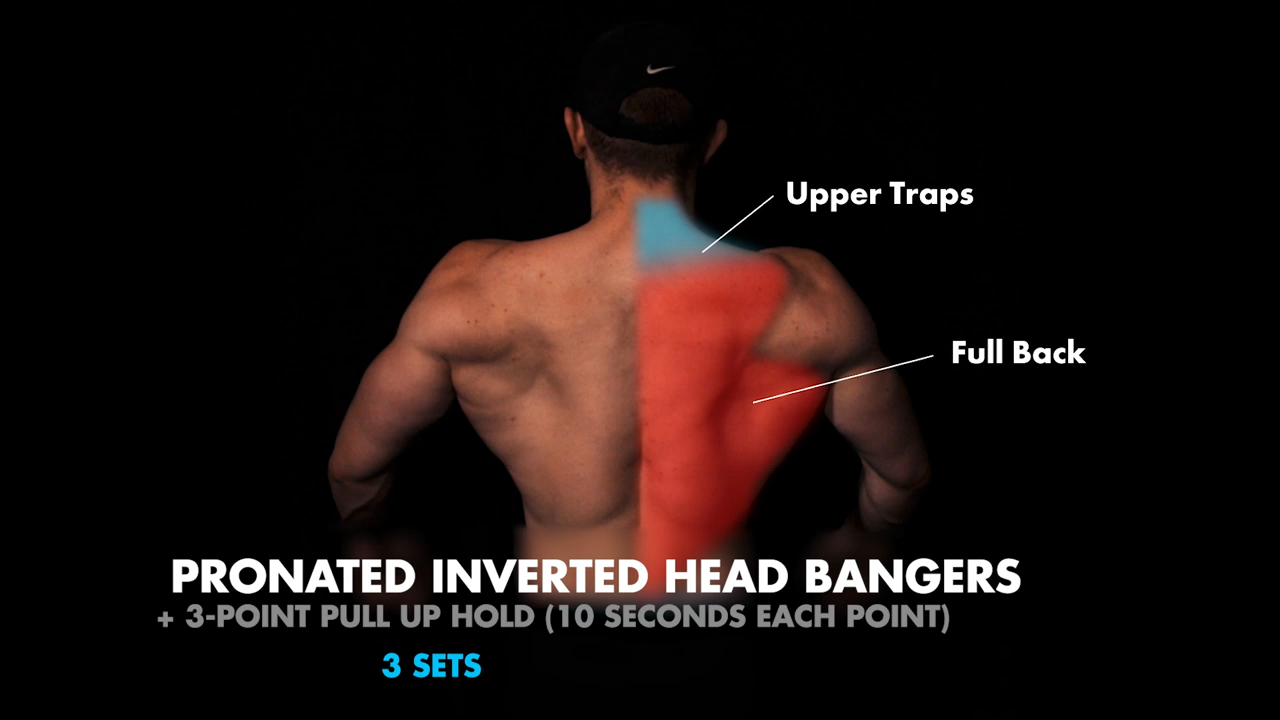 Upper Traps
Full Back
PRONATED INVERTED HEAD BANGERS
+ 3-POINT PULL UP HOLD (10 SECONDS EACH POINT)
3 SETS